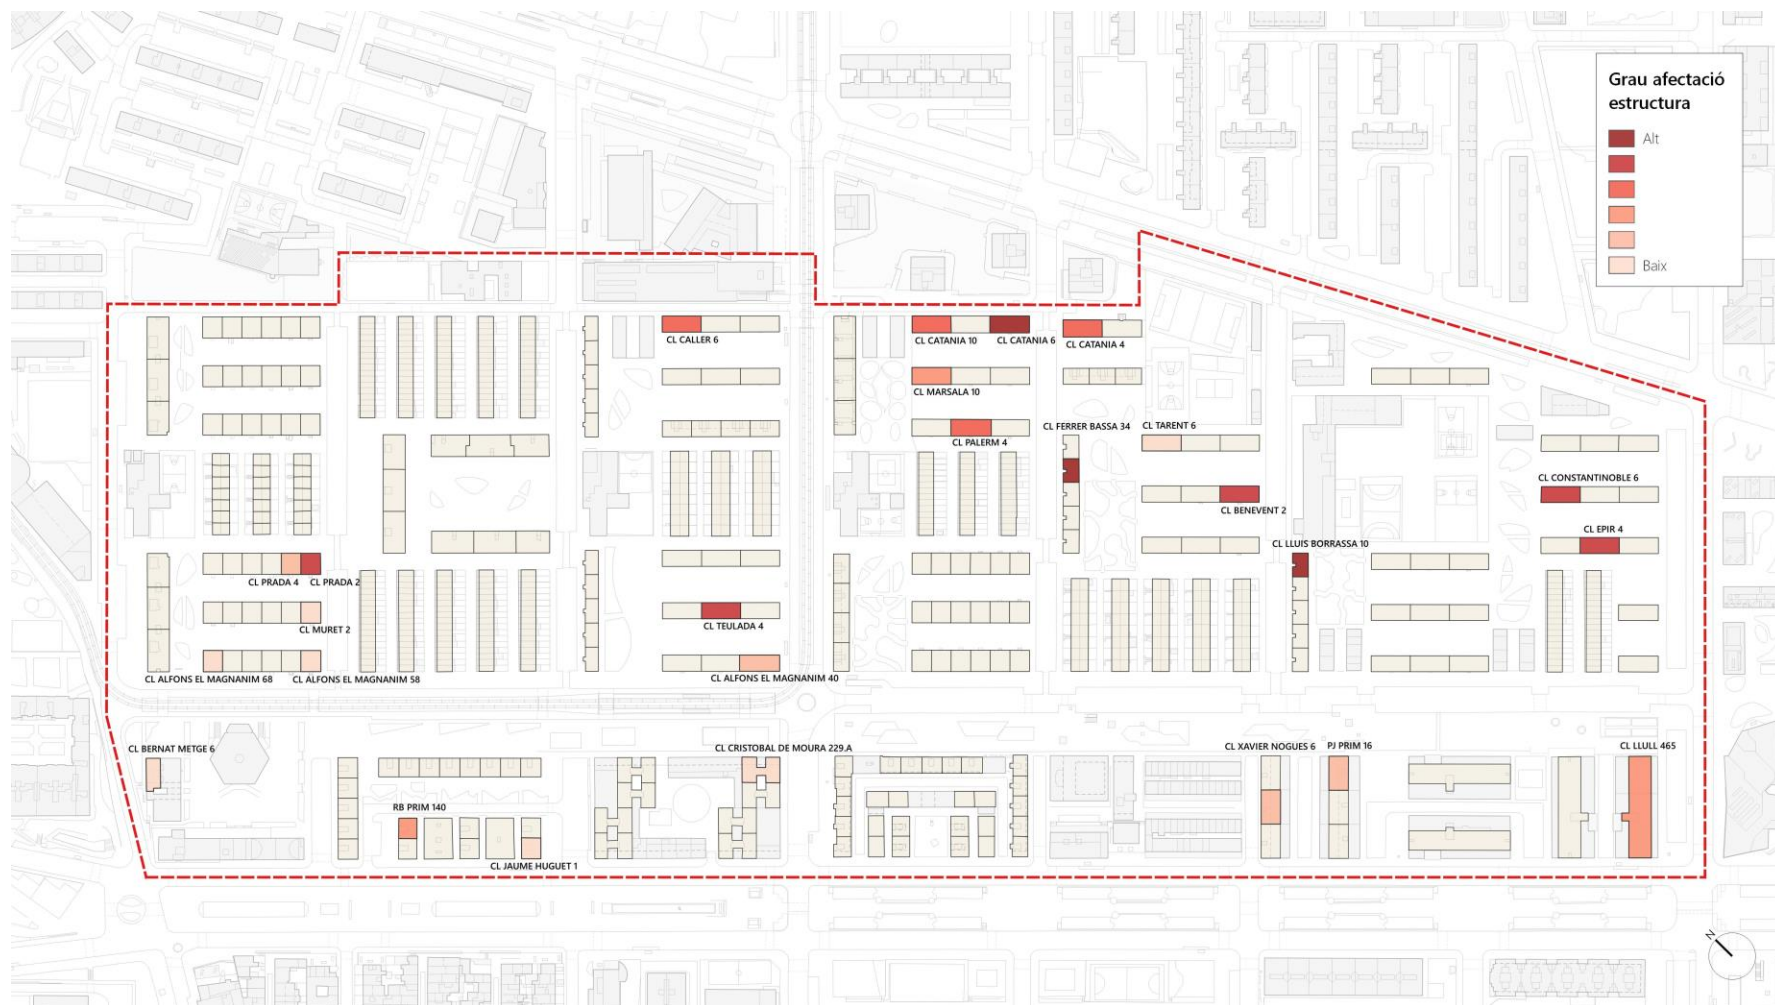 Grau afectació
estructura
Alt
Baix
CL CALLER 6
CL CATANIA 10
CL CATANIA 6
CL CATANIA 4
CL MARSALA 10
CL PALERM 4
CL FERRER BASSA 34
CL TARENT 6
CL CONSTANTINOBLE 6
CL BENEVENT 2
CL EPIR 4
CL LLUIS BORRASSA 10
CL PRADA 4
CL PRADA 2
CL MURET 2
CL TEULADA 4
CL ALFONS EL MAGNANIM 68
CL ALFONS EL MAGNANIM 58
CL ALFONS EL MAGNANIM 40
CL BERNAT METGE 6
CL CRISTOBAL DE MOURA 229.A
CL XAVIER NOGUES 6
PJ PRIM 16
CL LLULL 465
RB PRIM 140
CL JAUME HUGUET 1
N